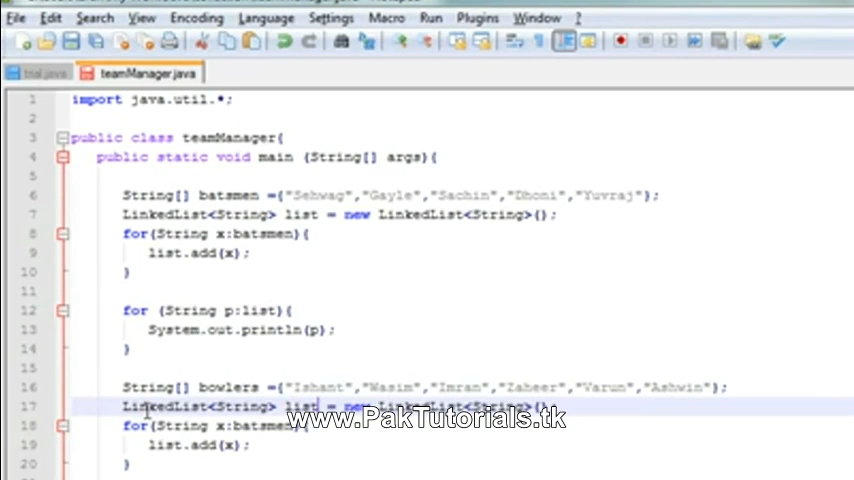 File Edit Search View Encoding Language Settings Macro Run Plugins Window ?
trial.java teamManager.java
1 import java.util.*;
2
3 public class teamManager{
4 public static void main (String[] args){
5
6 String[] batsmen ={"Sehwag","Gayle","Sachin","Dhoni","Yuvraj"};
7 LinkedList<String> list = new LinkedList<String>();
8 for(String x:batsmen){
9 list.add(x);
10 }
11
12 for (String p:list){
13 System.out.println(p);
14 }
15
16 String[] bowlers ={"Ishant","Wasim","Imran","Zaheer","Varun","Ashwin"};
17 LinkedList<String> list = new LinkedList<String>()
www.PakTutorials.tk
18 for(String x:batsmen){
19 list.add(x);
20 }